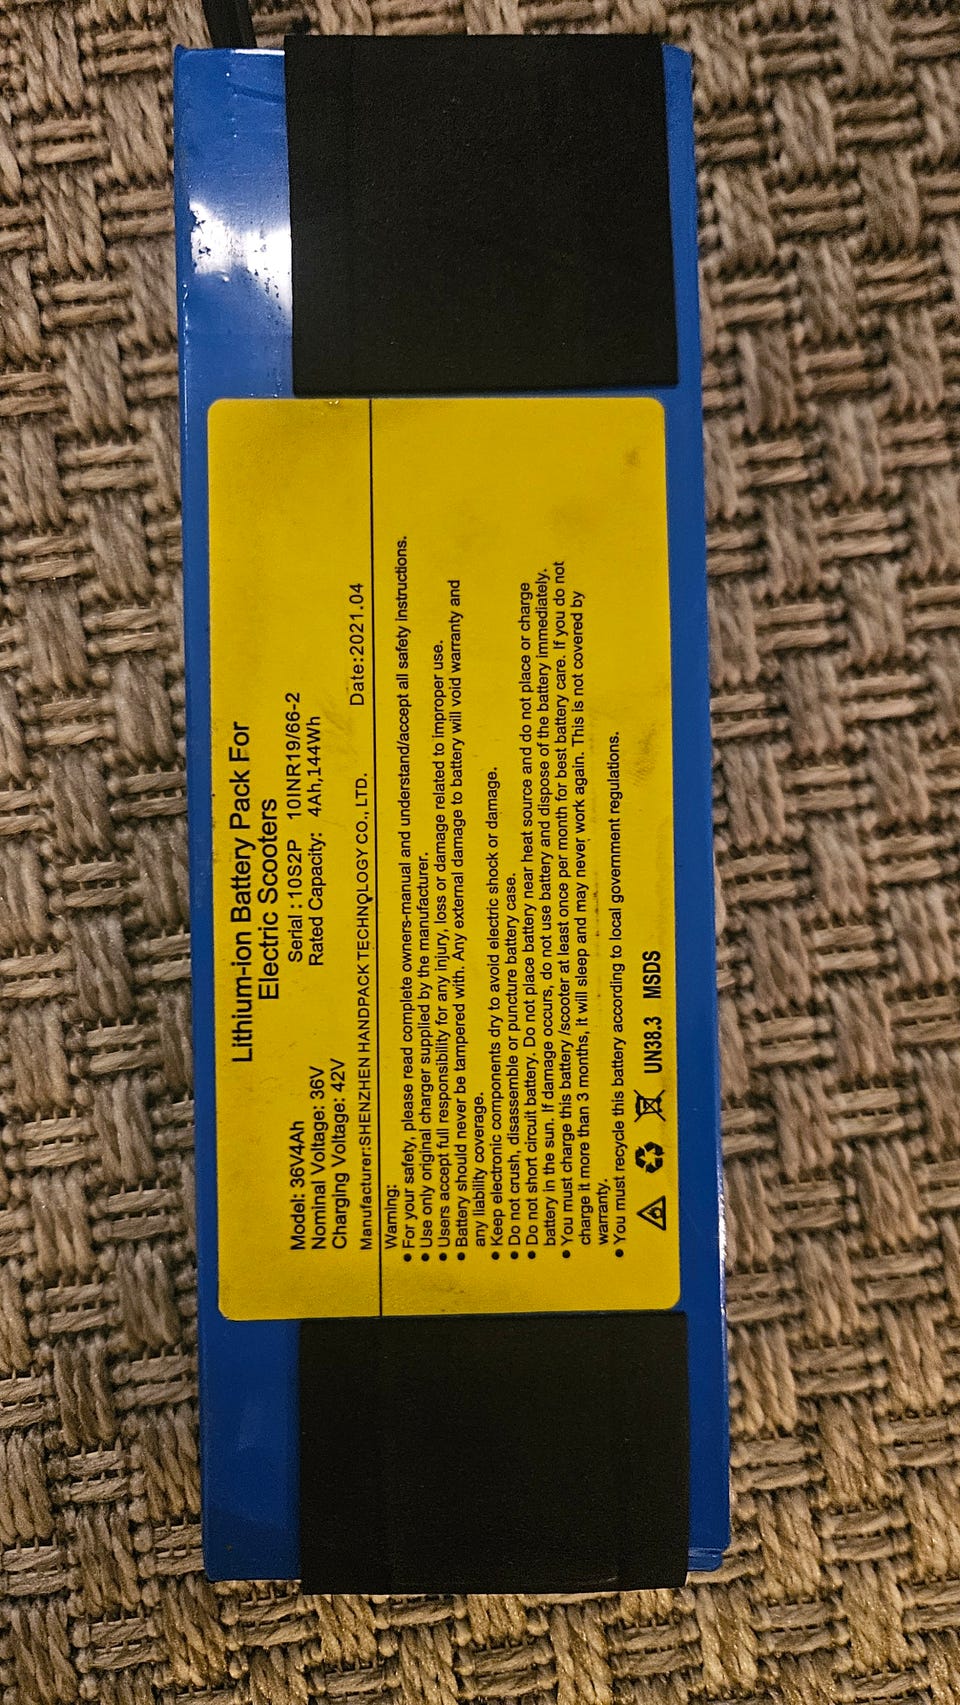 Lithium-ion Battery Pack For
Electric Scooters
Model: 36V4Ah Serial : 10S2P 10INR19/66-2
Nominal Voltage: 36V Rated Capacity: 4Ah,144Wh
Charging Voltage: 42V
Manufacturer:SHENZHEN HANDPACK TECHNOLOGY CO., LTD. Date:2021.04
Warning:
● For your safety, please read complete owners-manual and understand/accept all safety instructions.
● Use only original charger supplied by the manufacturer.
● Users accept full responsibility for any injury, loss or damage related to improper use.
● Battery should never be tampered with. Any external damage to battery will void warranty and
any liability coverage.
● Keep electronic components dry to avoid electric shock or damage.
● Do not crush, disassemble or puncture battery case.
● Do not short circuit battery. Do not place battery near heat source and do not place or charge
battery in the sun. If damage occurs, do not use battery and dispose of the battery immediately.
● You must charge this battery /scooter at least once per month for best battery care. If you do not
charge it more than 3 months, it will sleep and may never work again. This is not covered by
warranty.
● You must recycle this battery according to local government regulations.
UN38.3 MSDS